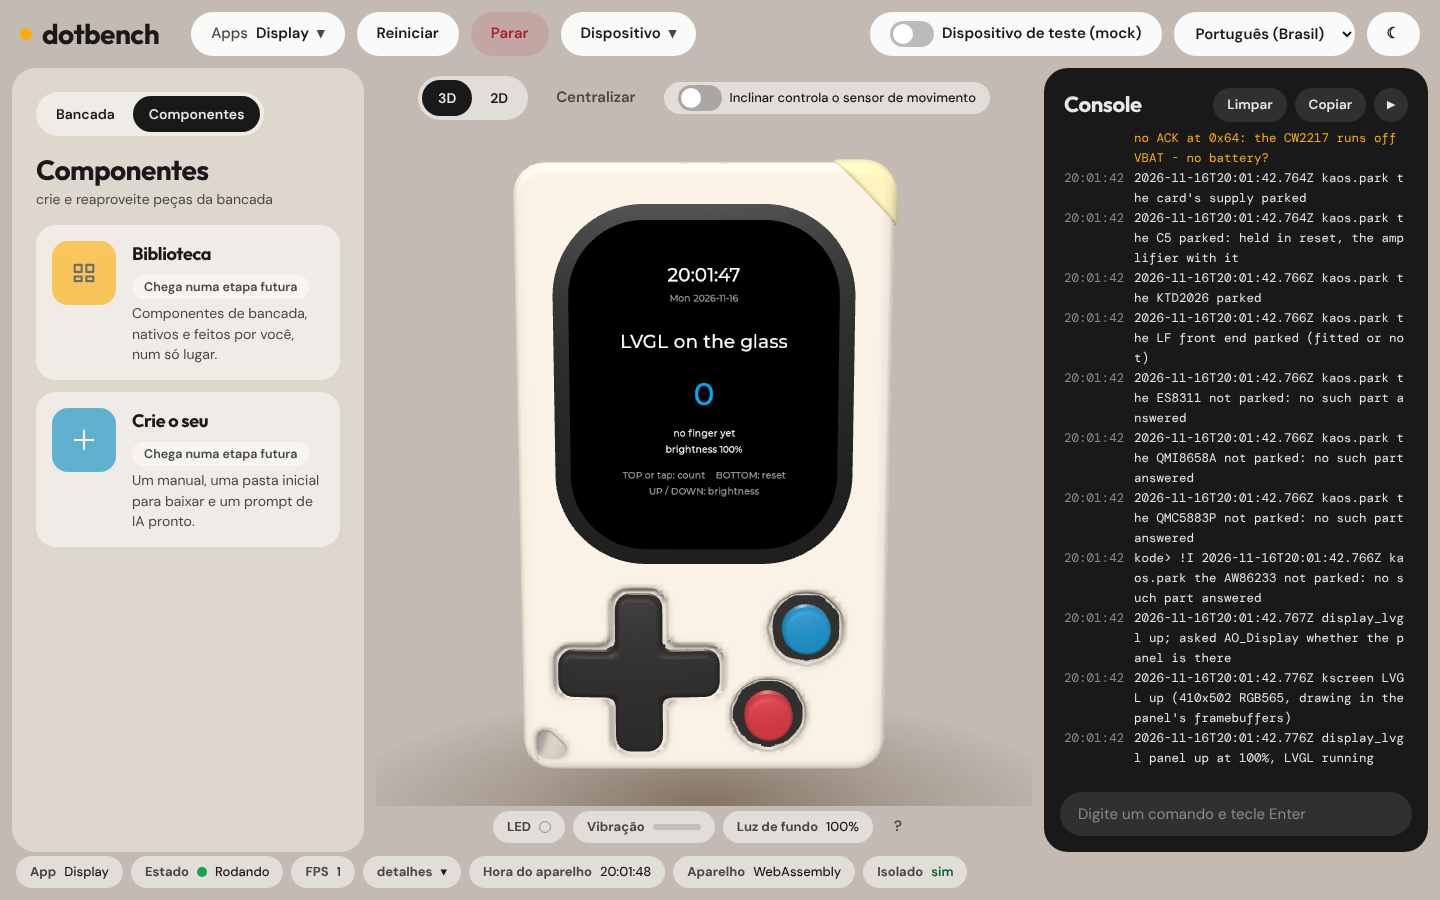 dotbench
Apps Display ▾
Reiniciar
Parar
Dispositivo ▾
Dispositivo de teste (mock)
Português (Brasil)
Bancada
Componentes
Componentes
crie e reaproveite peças da bancada
Biblioteca
Chega numa etapa futura
Componentes de bancada,
nativos e feitos por você,
num só lugar.
Crie o seu
Chega numa etapa futura
Um manual, uma pasta inicial
para baixar e um prompt de
IA pronto.
3D
2D
Centralizar
Inclinar controla o sensor de movimento
20:01:47
Mon 2026-11-16
LVGL on the glass
0
no finger yet
brightness 100%
TOP or tap: count BOTTOM: reset
UP / DOWN: brightness
LED
Vibração
Luz de fundo 100%
?
Console
Limpar
Copiar
no ACK at 0x64: the CW2217 runs off
VBAT - no battery?
20:01:42 2026-11-16T20:01:42.764Z kaos.park t
he card's supply parked
20:01:42 2026-11-16T20:01:42.764Z kaos.park t
he C5 parked: held in reset, the amp
lifier with it
20:01:42 2026-11-16T20:01:42.766Z kaos.park t
he KTD2026 parked
20:01:42 2026-11-16T20:01:42.766Z kaos.park t
he LF front end parked (fitted or no
t)
20:01:42 2026-11-16T20:01:42.766Z kaos.park t
he ES8311 not parked: no such part a
nswered
20:01:42 2026-11-16T20:01:42.766Z kaos.park t
he QMI8658A not parked: no such part
answered
20:01:42 2026-11-16T20:01:42.766Z kaos.park t
he QMC5883P not parked: no such part
answered
20:01:42 kode> !I 2026-11-16T20:01:42.766Z ka
os.park the AW86233 not parked: no s
uch part answered
20:01:42 2026-11-16T20:01:42.767Z display_lvg
l up; asked AO_Display whether the p
anel is there
20:01:42 2026-11-16T20:01:42.776Z kscreen LVG
L up (410x502 RGB565, drawing in the
panel's framebuffers)
20:01:42 2026-11-16T20:01:42.776Z display_lvg
l panel up at 100%, LVGL running
Digite um comando e tecle Enter
App Display
Estado Rodando
FPS 1
detalhes ▾
Hora do aparelho 20:01:48
Aparelho WebAssembly
Isolado sim